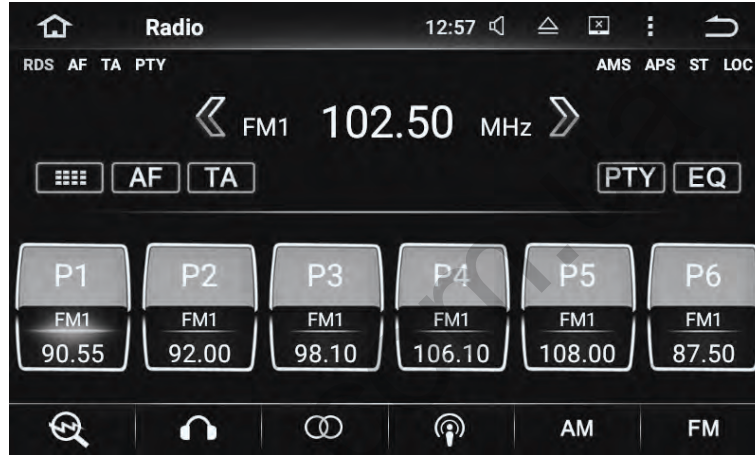 Radio 12:57
RDS AF TA PTY AMS APS ST LOC
FM1 102.50 MHz
AF TA PTY EQ
P1 P2 P3 P4 P5 P6
FM1 FM1 FM1 FM1 FM1 FM1
90.55 92.00 98.10 106.10 108.00 87.50
AM FM